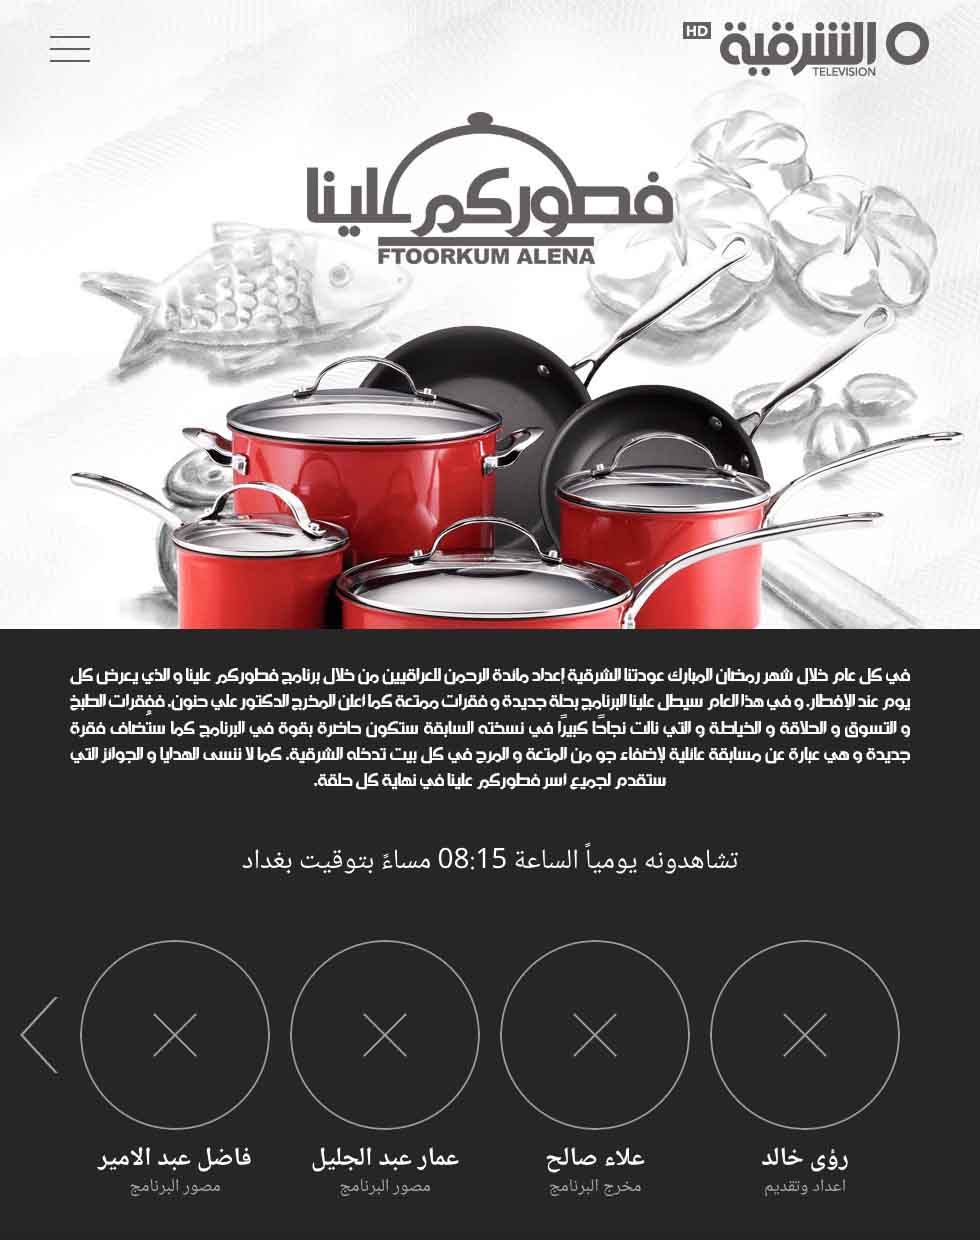 الشرقية HD
TELEVISION
فطوركم علينا
FTOORKUM ALENA
في كل عام خلال شهر رمضان المبارك عودتنا الشرقية إعداد مائدة الرحمن للعراقيين من خلال برنامج فطوركم علينا و الذي يعرض كل
يوم عند الإفطار. و في هذا العام سيطل علينا البرنامج بحلة جديدة و فقرات ممتعة كما اعلن المخرج الدكتور علي حنون. ففقرات الطبخ
و التسوق و الحلاقة و الخياطة و التي نالت نجاحًا كبيرًا في نسخته السابقة ستكون حاضرة بقوة في البرنامج كما ستُضاف فقرة
جديدة و هي عبارة عن مسابقة عائلية لإضفاء جو من المتعة و المرح في كل بيت تدخله الشرقية. كما لا ننسى الهدايا و الجوائز التي
ستقدم لجميع اسر فطوركم علينا في نهاية كل حلقة.
تشاهدونه يومياً الساعة 08:15 مساءً بتوقيت بغداد
رؤى خالد
اعداد وتقديم
علاء صالح
مخرج البرنامج
عمار عبد الجليل
مصور البرنامج
فاضل عبد الامير
مصور البرنامج